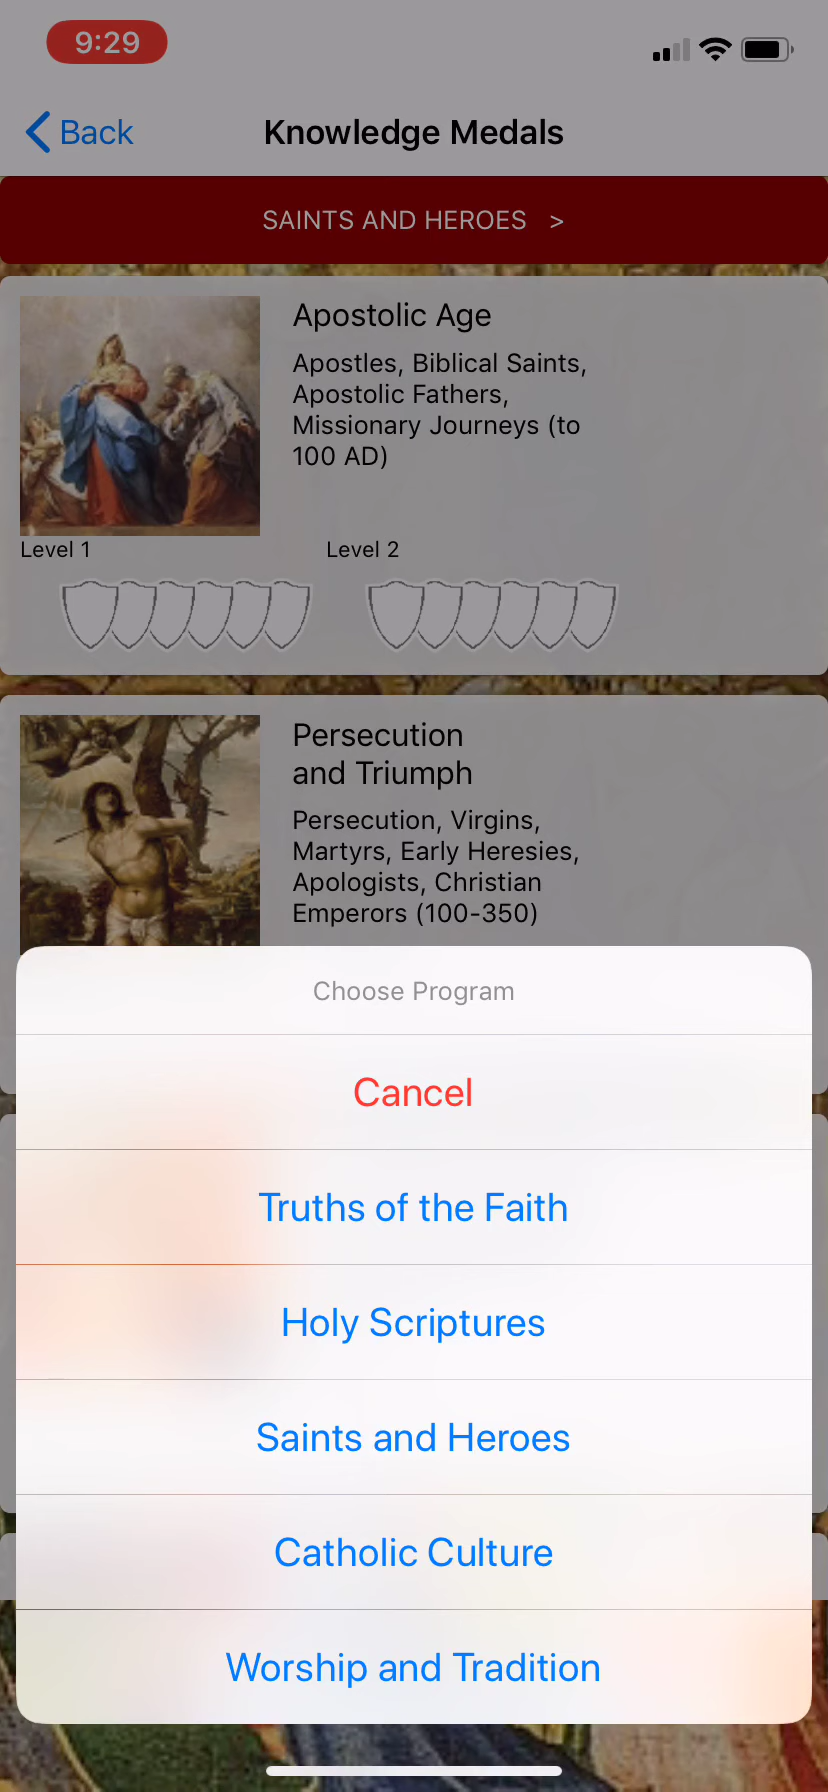 9:29
Back
Knowledge Medals
SAINTS AND HEROES >
Apostolic Age
Apostles, Biblical Saints,
Apostolic Fathers,
Missionary Journeys (to
100 AD)
Level 1
Level 2
Persecution
and Triumph
Persecution, Virgins,
Martyrs, Early Heresies,
Apologists, Christian
Emperors (100-350)
Choose Program
Cancel
Truths of the Faith
Holy Scriptures
Saints and Heroes
Catholic Culture
Worship and Tradition